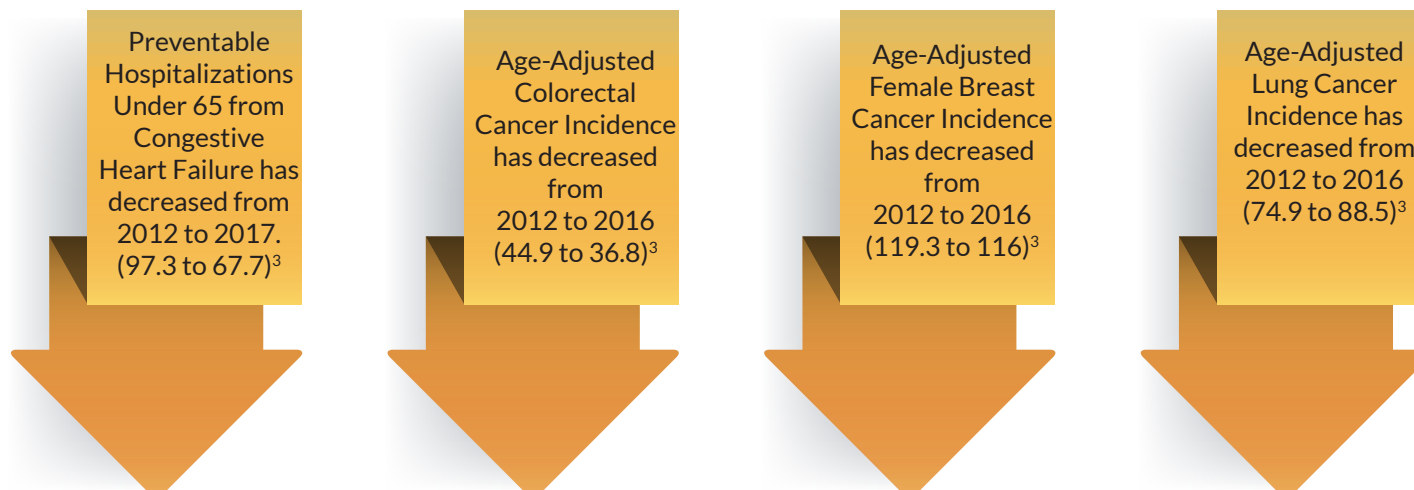 Preventable
Hospitalizations
Under 65 from
Congestive
Heart Failure has
decreased from
2012 to 2017.
(97.3 to 67.7)³
Age-Adjusted
Colorectal
Cancer Incidence
has decreased
from
2012 to 2016
(44.9 to 36.8)³
Age-Adjusted
Female Breast
Cancer Incidence
has decreased
from
2012 to 2016
(119.3 to 116)³
Age-Adjusted
Lung Cancer
Incidence has
decreased from
2012 to 2016
(74.9 to 88.5)³